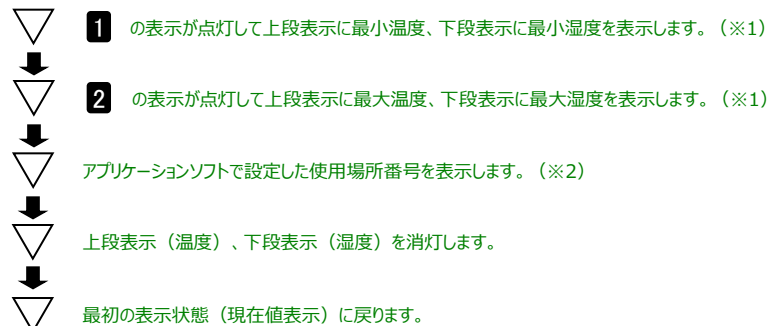 1 の表示が点灯して上段表示に最小温度、下段表示に最小湿度を表示します。（※1）
2 の表示が点灯して上段表示に最大温度、下段表示に最大湿度を表示します。（※1）
アプリケーションソフトで設定した使用場所番号を表示します。（※2）
上段表示（温度）、下段表示（湿度）を消灯します。
最初の表示状態（現在値表示）に戻ります。